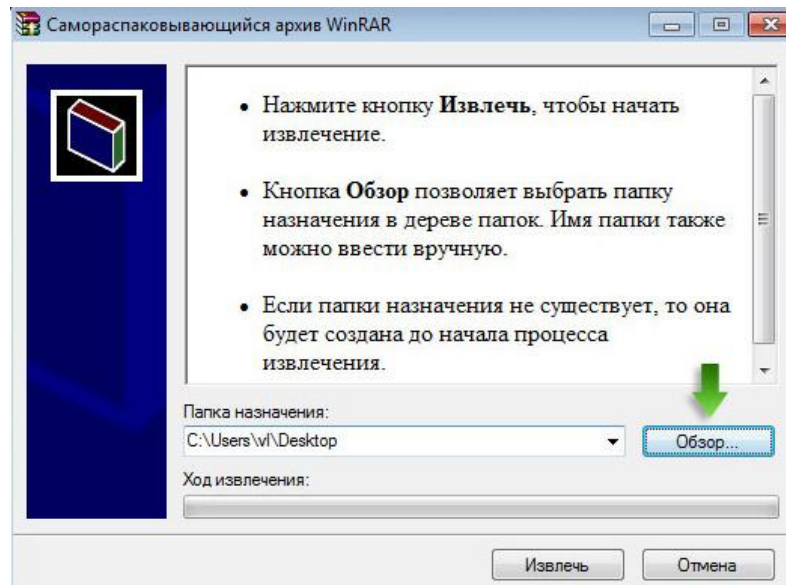 Самораспаковывающийся архив WinRAR
Нажмите кнопку Извлечь, чтобы начать
извлечение.
Кнопка Обзор позволяет выбрать папку
назначения в дереве папок. Имя папки также
можно ввести вручную.
Если папки назначения не существует, то она
будет создана до начала процесса
извлечения.
Папка назначения:
C:\Users\vl\Desktop
Обзор...
Ход извлечения:
Извлечь
Отмена